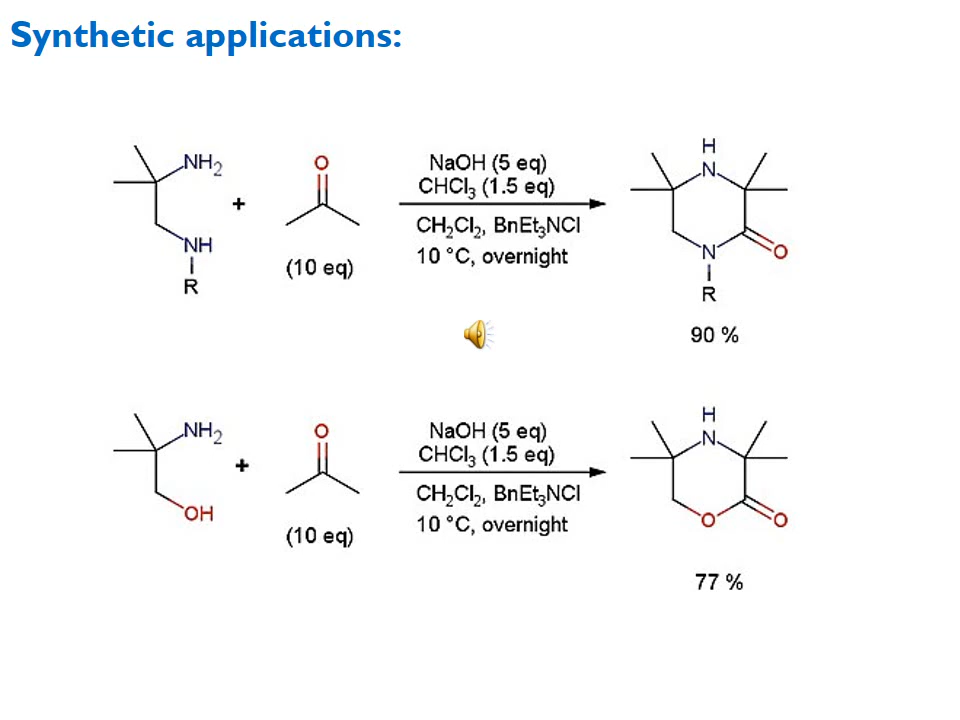 Synthetic applications:
NH2
NH
R
+
O
(10 eq)
NaOH (5 eq)
CHCl3 (1.5 eq)
CH2Cl2, BnEt3NCl
10 °C, overnight
H
N
N
O
R
90 %
NH2
OH
+
O
(10 eq)
NaOH (5 eq)
CHCl3 (1.5 eq)
CH2Cl2, BnEt3NCl
10 °C, overnight
H
N
O
O
77 %